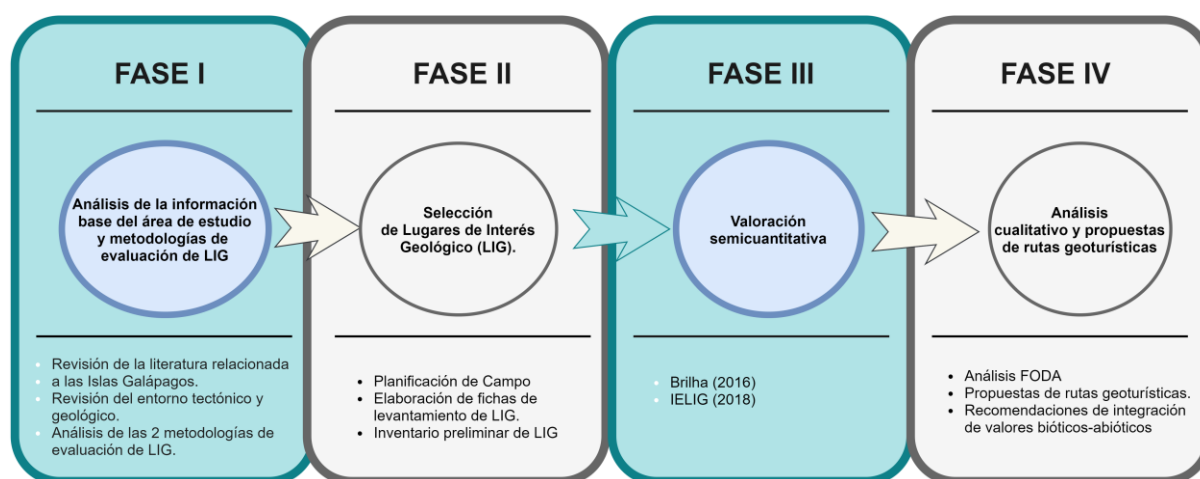 FASE I
Análisis de la información
base del área de estudio
y metodologías de
evaluación de LIG
Revisión de la literatura relacionada
a las Islas Galápagos.
Revisión del entorno tectónico y
geológico.
Análisis de las 2 metodologías de
evaluación de LIG.
FASE II
Selección
de Lugares de Interés
Geológico (LIG).
Planificación de Campo
Elaboración de fichas de
levantamiento de LIG.
Inventario preliminar de LIG
FASE III
Valoración
semicuantitativa
Brilha (2016)
IELIG (2018)
FASE IV
Análisis
cualitativo y propuestas
de rutas geoturísticas
Análisis FODA
Propuestas de rutas geoturísticas.
Recomendaciones de integración
de valores bióticos-abióticos